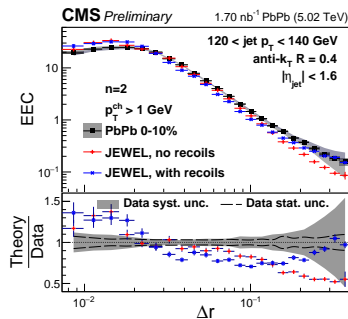 CMS Preliminary 1.70 nb⁻¹ PbPb (5.02 TeV)
120 < jet p_T < 140 GeV
anti-k_T R = 0.4
|η_jet| < 1.6
EEC
10
1
10⁻¹
n=2
p_T^ch > 1 GeV
PbPb 0-10%
JEWEL, no recoils
JEWEL, with recoils
Theory
Data
1.5
1.0
0.5
Data syst. unc. Data stat. unc.
10⁻² 10⁻¹
Δr